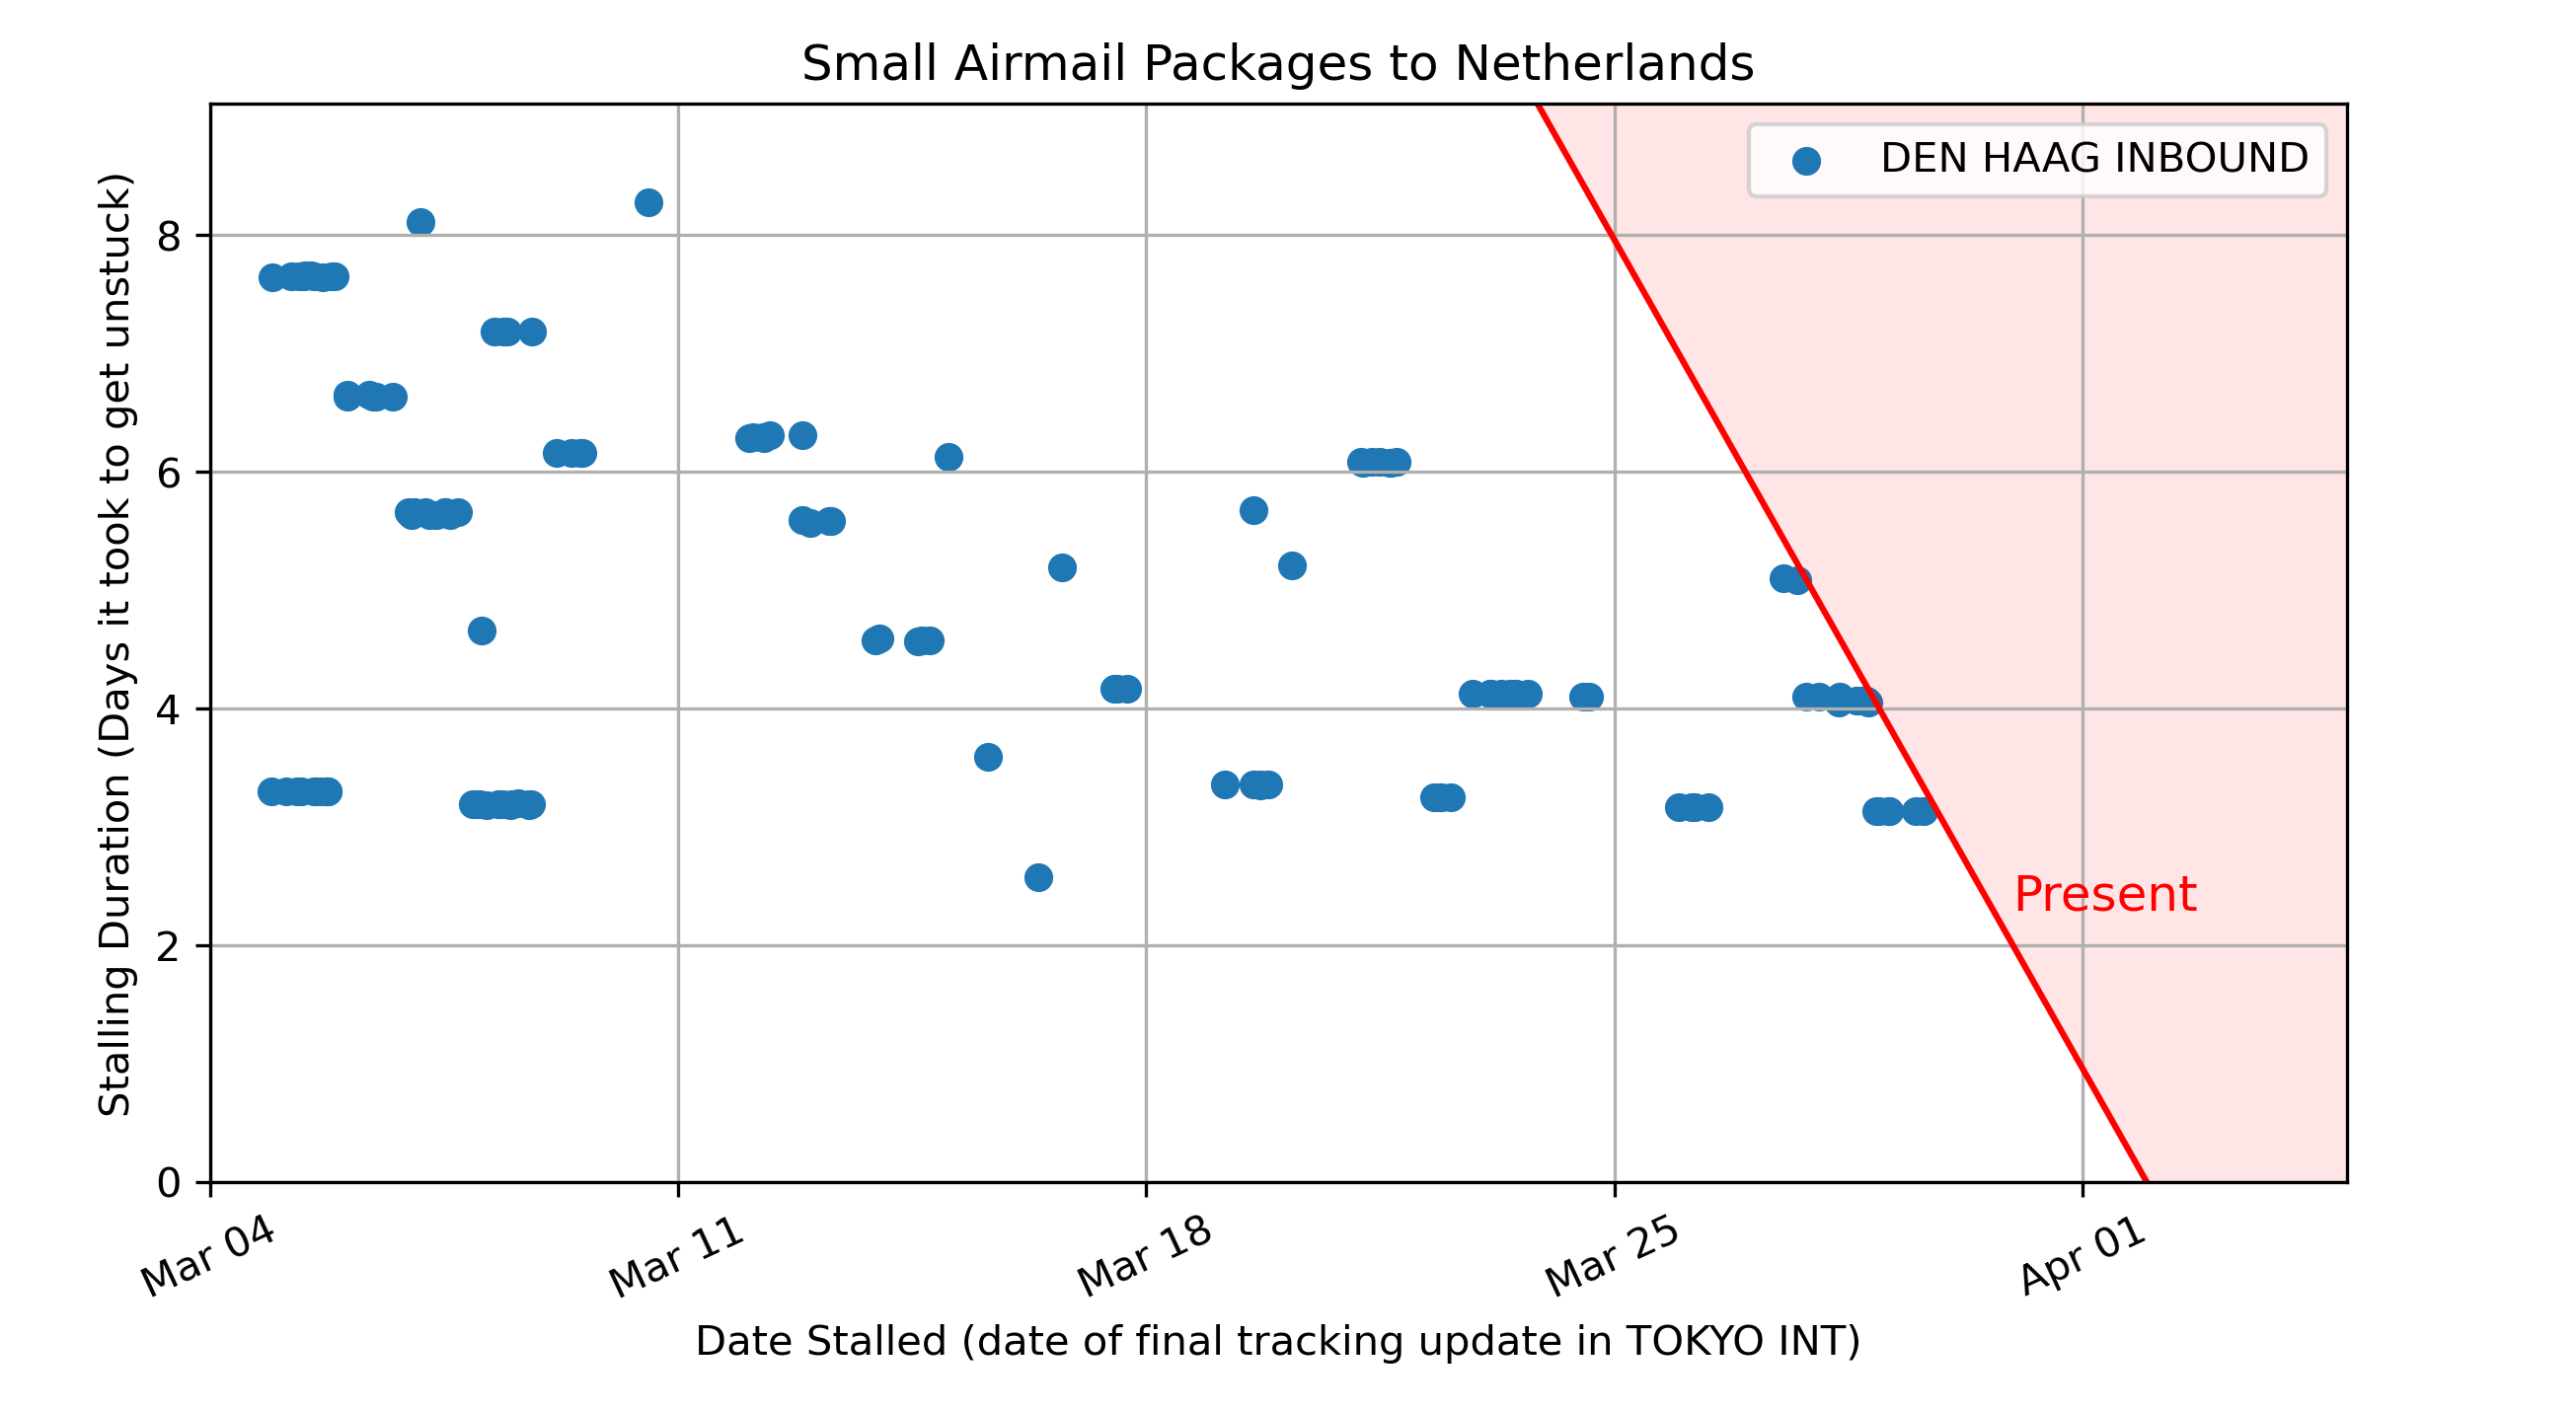 Small Airmail Packages to Netherlands
DEN HAAG INBOUND
Stalling Duration (Days it took to get unstuck)
8
6
4
2
0
Present
Mar 04
Mar 11
Mar 18
Mar 25
Apr 01
Date Stalled (date of final tracking update in TOKYO INT)